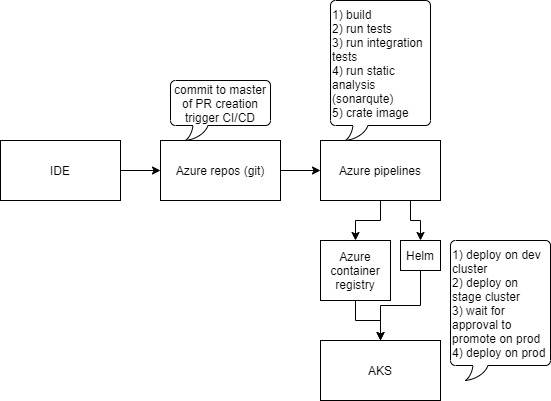 1) build
2) run tests
3) run integration
tests
4) run static
analysis
(sonarqute)
5) crate image
commit to master
of PR creation
trigger CI/CD
IDE
Azure repos (git)
Azure pipelines
Azure
container
registry
Helm
1) deploy on dev
cluster
2) deploy on
stage cluster
3) wait for
approval to
promote on prod
4) deploy on prod
AKS